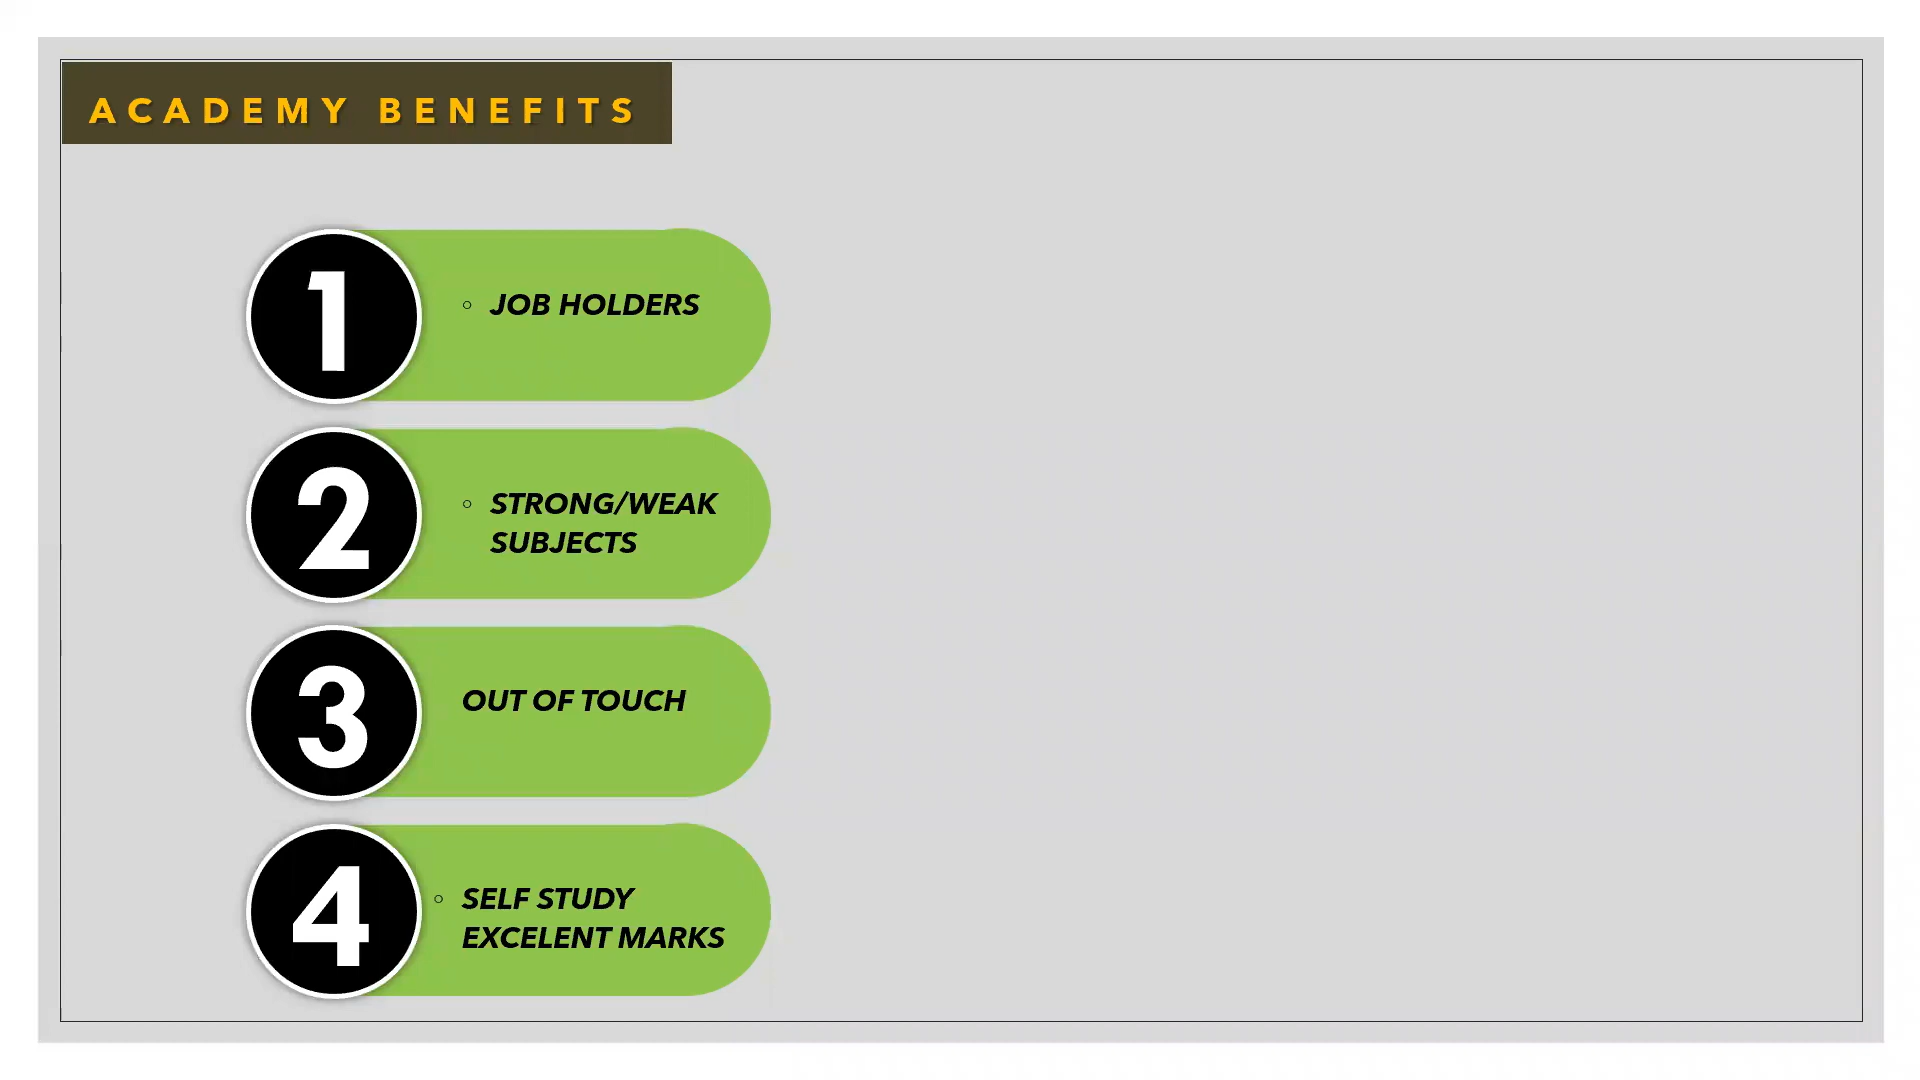 ACADEMY BENEFITS
1
JOB HOLDERS
2
STRONG/WEAK
SUBJECTS
3
OUT OF TOUCH
4
SELF STUDY
EXCELENT MARKS